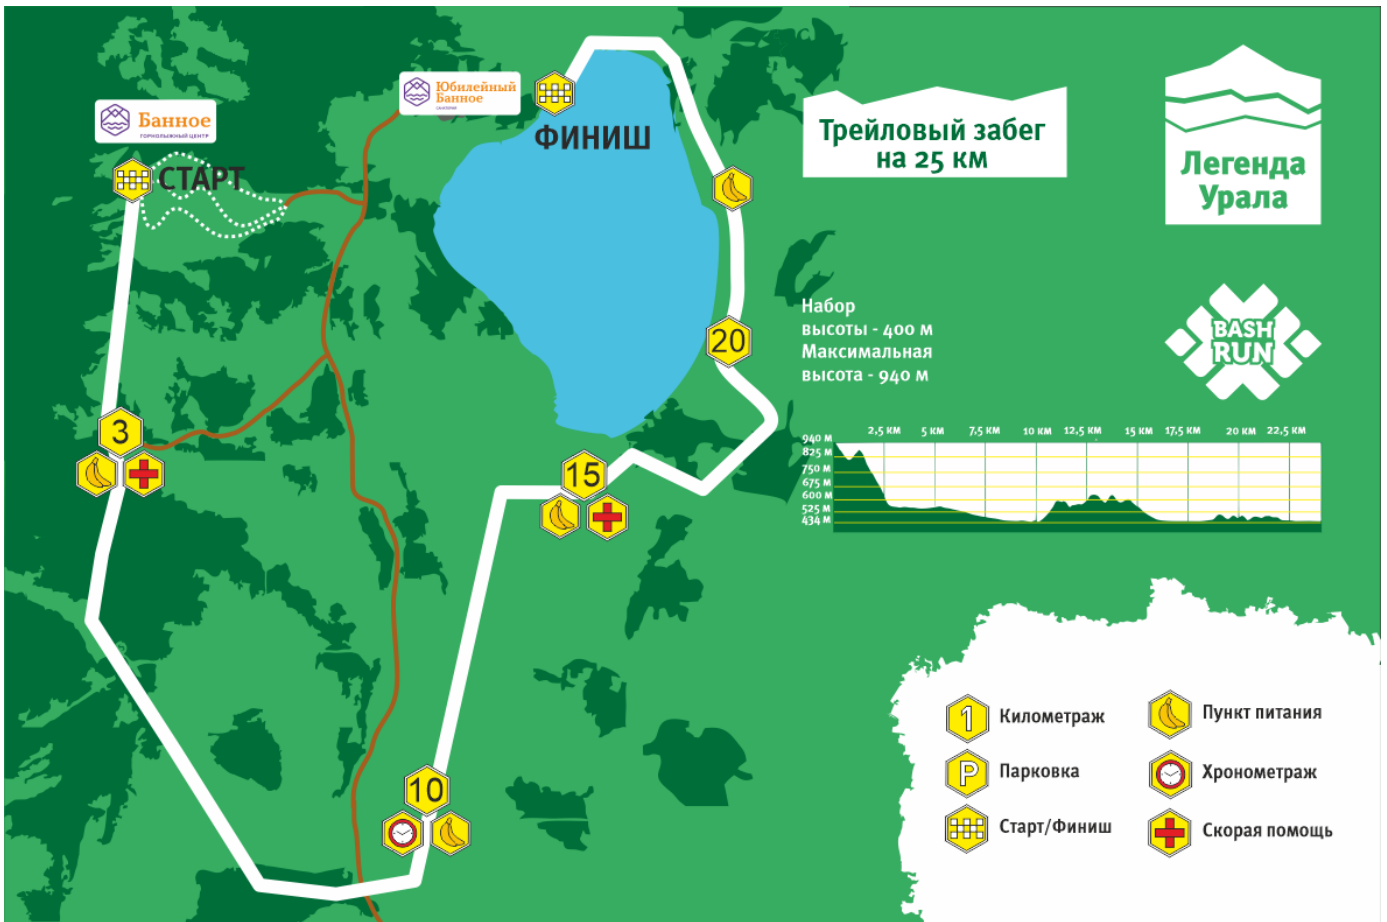 Банное
ГОРНОЛЫЖНЫЙ ЦЕНТР
Юбилейный
Банное
САНАТОРИЙ
СТАРТ
ФИНИШ
Трейловый забег
на 25 км
Легенда
Урала
BASH
RUN
Набор
высоты - 400 м
Максимальная
высота - 940 м
3
10
15
20
2,5 КМ 5 КМ 7,5 КМ 10 КМ 12,5 КМ 15 КМ 17,5 КМ 20 КМ 22,5 КМ
940 М
825 М
750 М
675 М
600 М
525 М
434 М
1 Километраж
P Парковка
Старт/Финиш
Пункт питания
Хронометраж
Скорая помощь